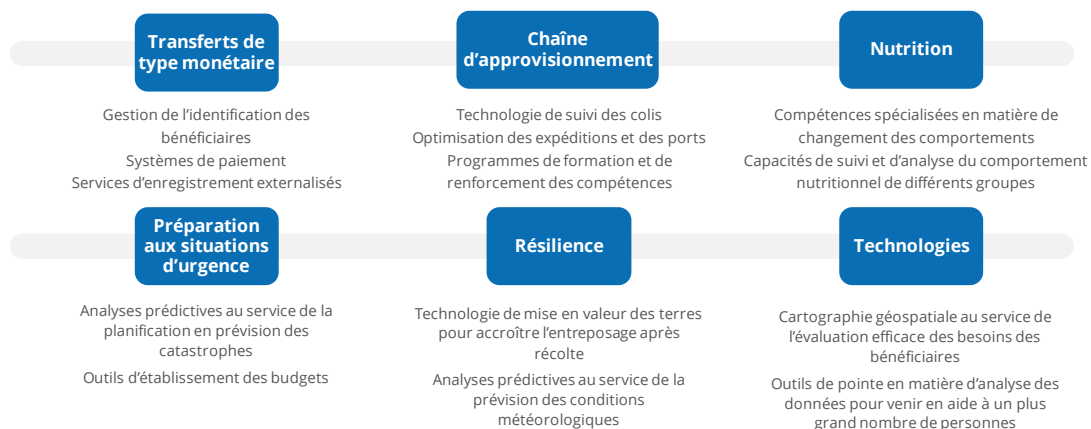 Transferts de
type monétaire
Gestion de l'identification des
bénéficiaires
Systèmes de paiement
Services d'enregistrement externalisés
Chaîne
d'approvisionnement
Technologie de suivi des colis
Optimisation des expéditions et des ports
Programmes de formation et de
renforcement des compétences
Nutrition
Compétences spécialisées en matière de
changement des comportements
Capacités de suivi et d'analyse du comportement
nutritionnel de différents groupes
Préparation
aux situations
d'urgence
Analyses prédictives au service de la
planification en prévision des
catastrophes
Outils d'établissement des budgets
Résilience
Technologie de mise en valeur des terres
pour accroître l'entreposage après
récolte
Analyses prédictives au service de la
prévision des conditions
météorologiques
Technologies
Cartographie géospatiale au service de
l'évaluation efficace des besoins des
bénéficiaires
Outils de pointe en matière d'analyse des
données pour venir en aide à un plus
grand nombre de personnes